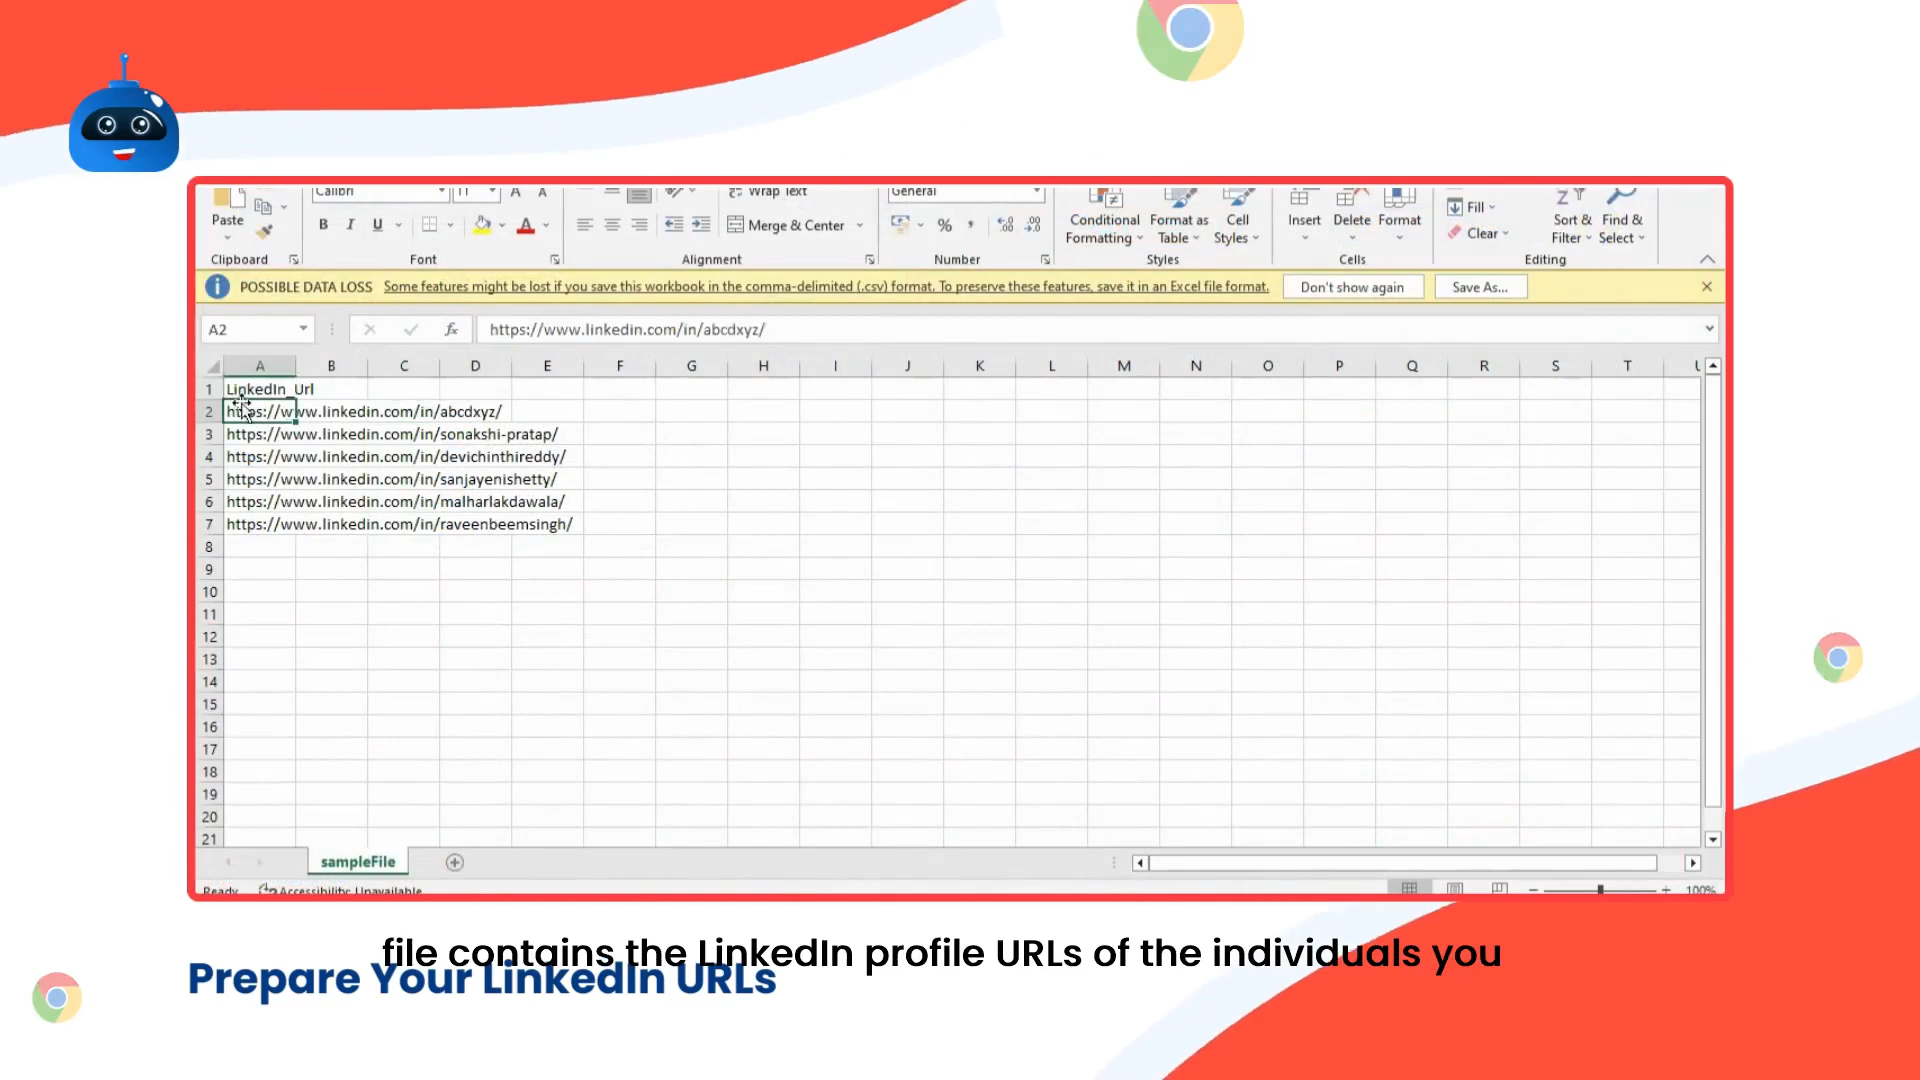 Calibri 11 A A Wrap Text General
Paste B I U Merge & Center % Conditional Formatting Format as Table Cell Styles Insert Delete Format Fill Clear Sort & Filter Find & Select
Clipboard Font Alignment Number Styles Cells Editing
POSSIBLE DATA LOSS Some features might be lost if you save this workbook in the comma-delimited (.csv) format. To preserve these features, save it in an Excel file format. Don't show again Save As...
A2 fx https://www.linkedin.com/in/abcdxyz/
A B C D E F G H I J K L M N O P Q R S T U
1 LinkedIn_Url
2 https://www.linkedin.com/in/abcdxyz/
3 https://www.linkedin.com/in/sonakshi-pratap/
4 https://www.linkedin.com/in/devichinthireddy/
5 https://www.linkedin.com/in/sanjayenishetty/
6 https://www.linkedin.com/in/malharlakdawala/
7 https://www.linkedin.com/in/raveenbeemsingh/
8
9
10
11
12
13
14
15
16
17
18
19
20
21
sampleFile
Ready Accessibility: Unavailable 100%
file contains the LinkedIn profile URLs of the individuals you
Prepare Your LinkedIn URLs